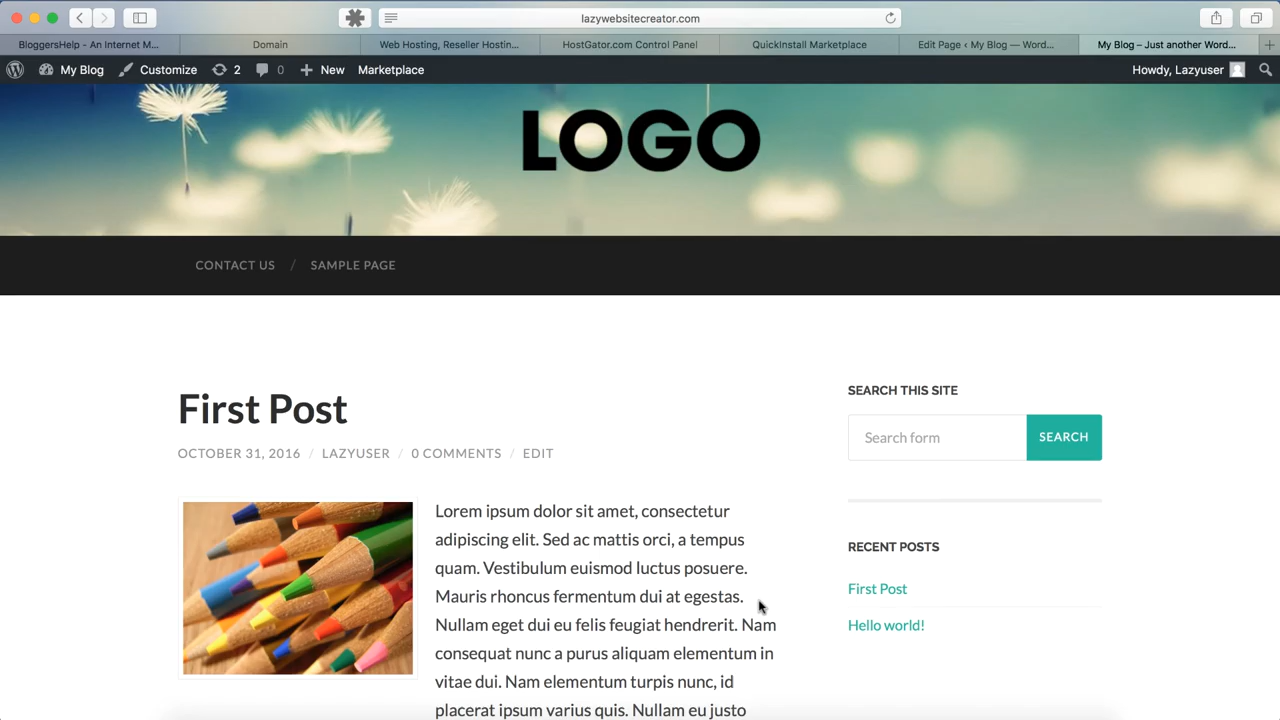 lazywebsitecreator.com
BloggersHelp - An Internet M...
Domain
Web Hosting, Reseller Hostin...
HostGator.com Control Panel
QuickInstall Marketplace
Edit Page ‹ My Blog — Word...
My Blog – Just another Word...
My Blog
Customize
2
0
New
Marketplace
Howdy, Lazyuser
LOGO
CONTACT US / SAMPLE PAGE
First Post
OCTOBER 31, 2016 / LAZYUSER / 0 COMMENTS / EDIT
Lorem ipsum dolor sit amet, consectetur
adipiscing elit. Sed ac mattis orci, a tempus
quam. Vestibulum euismod luctus posuere.
Mauris rhoncus fermentum dui at egestas.
Nullam eget dui eu felis feugiat hendrerit. Nam
consequat nunc a purus aliquam elementum in
vitae dui. Nam elementum turpis nunc, id
placerat ipsum varius quis. Nullam eu justo
SEARCH THIS SITE
Search form
SEARCH
RECENT POSTS
First Post
Hello world!